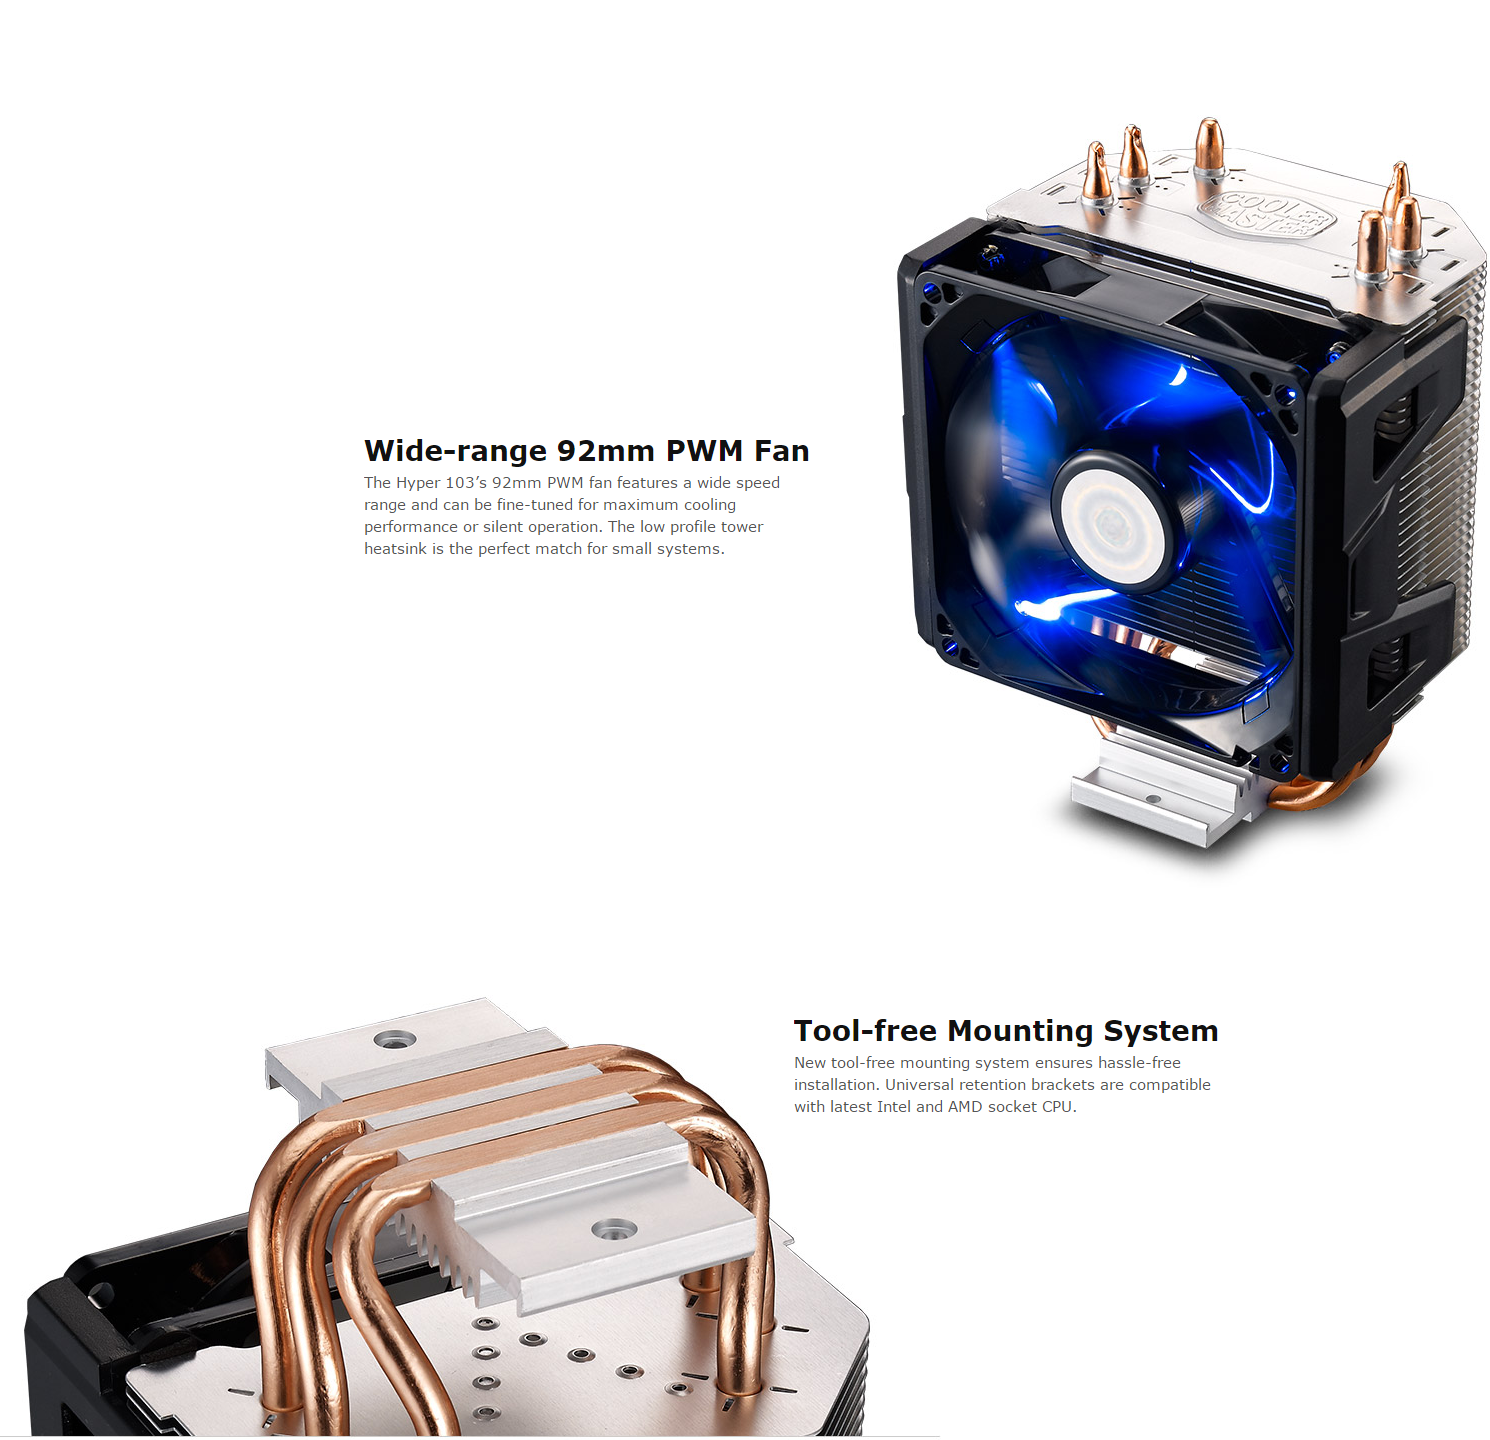 COOLER
MASTER
Wide-range 92mm PWM Fan
The Hyper 103’s 92mm PWM fan features a wide speed
range and can be fine-tuned for maximum cooling
performance or silent operation. The low profile tower
heatsink is the perfect match for small systems.
Tool-free Mounting System
New tool-free mounting system ensures hassle-free
installation. Universal retention brackets are compatible
with latest Intel and AMD socket CPU.